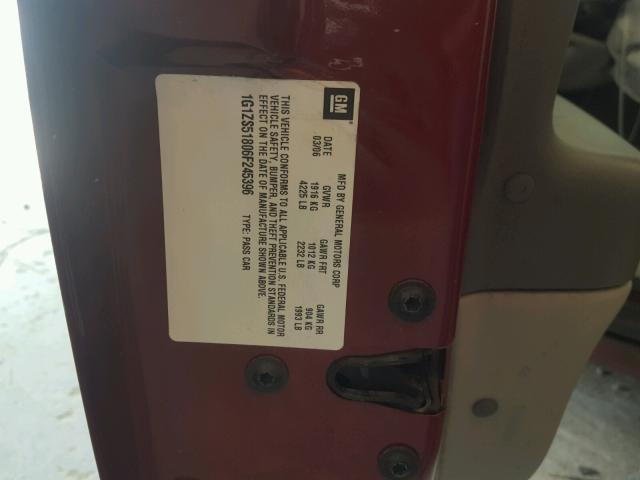 GM
MFD BY GENERAL MOTORS CORP
DATE GVWR GAWR FRT GAWR RR
03/06 1916 KG 1012 KG 904 KG
4225 LB 2232 LB 1993 LB
THIS VEHICLE CONFORMS TO ALL APPLICABLE U.S. FEDERAL MOTOR
VEHICLE SAFETY, BUMPER, AND THEFT PREVENTION STANDARDS IN
EFFECT ON THE DATE OF MANUFACTURE SHOWN ABOVE.
1G1ZS51806F245396 TYPE: PASS CAR